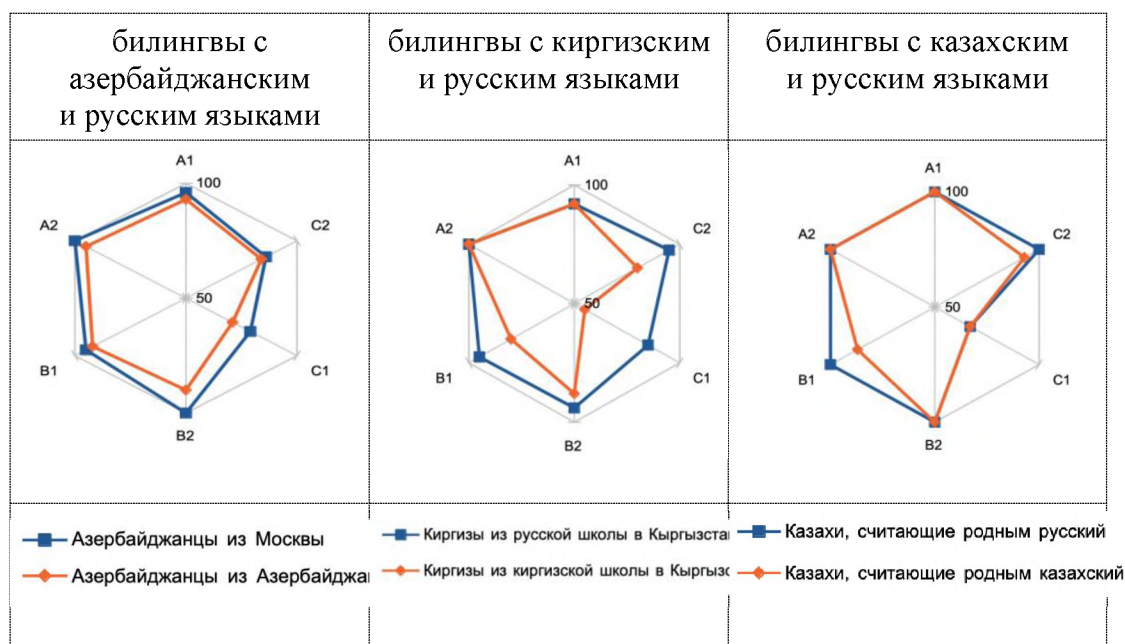 билингвы с
азербайджанским
и русским языками
билингвы с киргизским
и русским языками
билингвы с казахским
и русским языками
A1
100
A2
C2
50
B1
C1
B2
A1
100
A2
C2
50
B1
C1
B2
A1
100
A2
C2
50
B1
C1
B2
Азербайджанцы из Москвы
Азербайджанцы из Азербайджа
Киргизы из русской школы в Кыргызста
Киргизы из киргизской школы в Кыргызс
Казахи, считающие родным русский
Казахи, считающие родным казахский